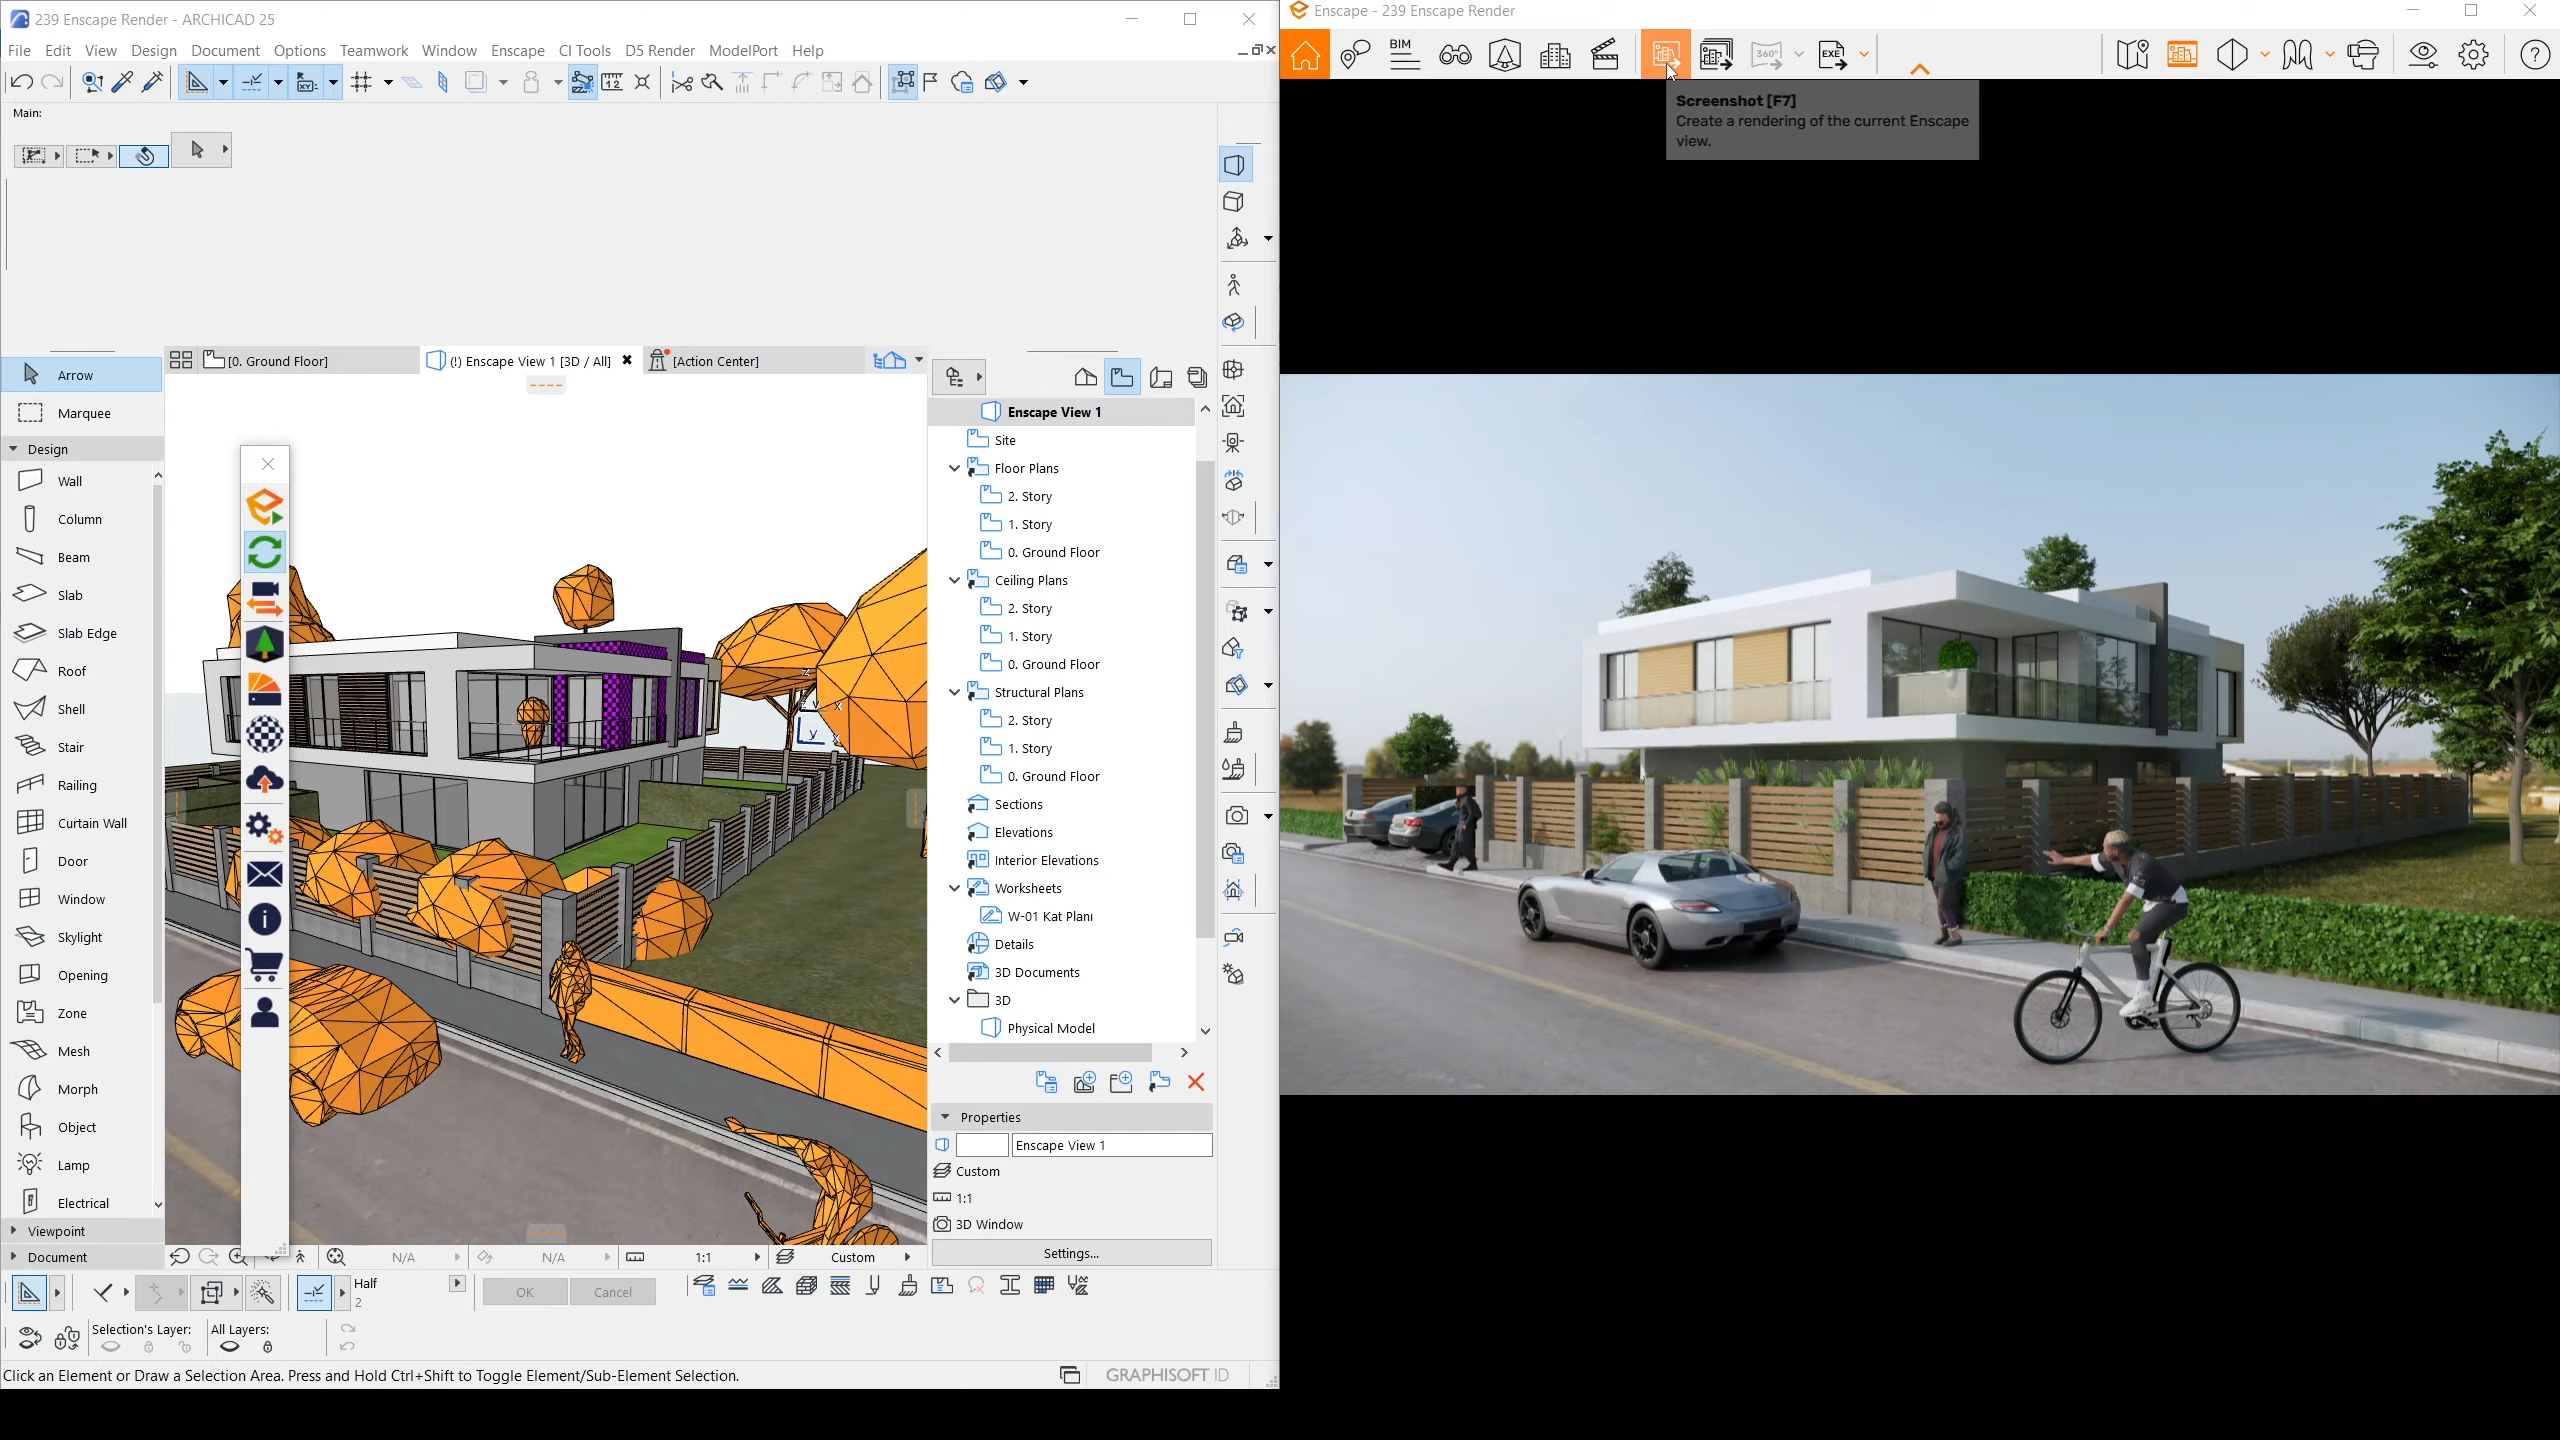 239 Enscape Render - ARCHICAD 25
File Edit View Design Document Options Teamwork Window Enscape CI Tools D5 Render ModelPort Help
Main:
[0. Ground Floor]
(!) Enscape View 1 [3D / All]
[Action Center]
Arrow
Marquee
Design
Wall
Column
Beam
Slab
Slab Edge
Roof
Shell
Stair
Railing
Curtain Wall
Door
Window
Skylight
Opening
Zone
Mesh
Morph
Object
Lamp
Electrical
Viewpoint
Document
Z
y
x
y
Enscape View 1
Site
Floor Plans
2. Story
1. Story
0. Ground Floor
Ceiling Plans
2. Story
1. Story
0. Ground Floor
Structural Plans
2. Story
1. Story
0. Ground Floor
Sections
Elevations
Interior Elevations
Worksheets
W-01 Kat Planı
Details
3D Documents
3D
Physical Model
Properties
Enscape View 1
Custom
1:1
3D Window
Settings...
N/A
N/A
1:1
Custom
Half
2
OK
Cancel
Selection's Layer:
All Layers:
Click an Element or Draw a Selection Area. Press and Hold Ctrl+Shift to Toggle Element/Sub-Element Selection.
GRAPHISOFT ID
Enscape - 239 Enscape Render
BIM
360°
EXE
Screenshot [F7]
Create a rendering of the current Enscape
view.